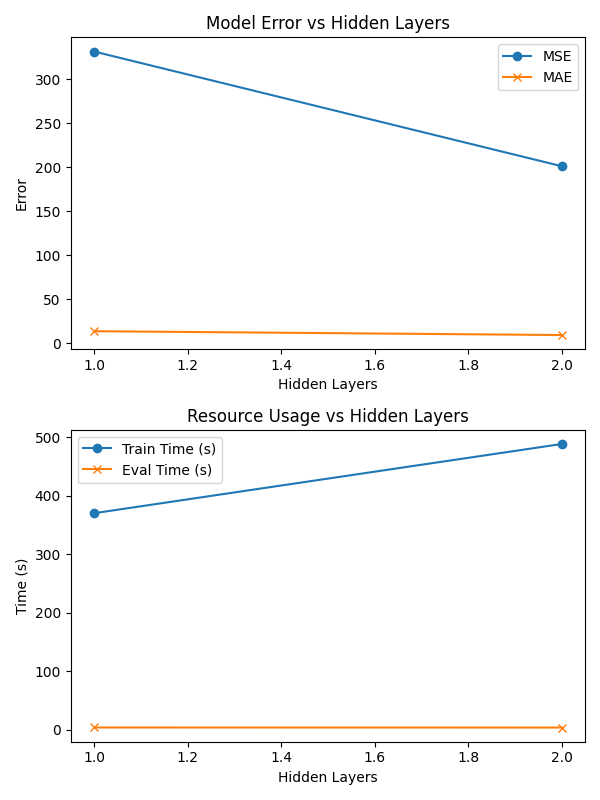 Model Error vs Hidden Layers
MSE
MAE
300
250
200
150
100
50
0
Error
1.0 1.2 1.4 1.6 1.8 2.0
Hidden Layers
Resource Usage vs Hidden Layers
Train Time (s)
Eval Time (s)
500
400
300
200
100
0
Time (s)
1.0 1.2 1.4 1.6 1.8 2.0
Hidden Layers